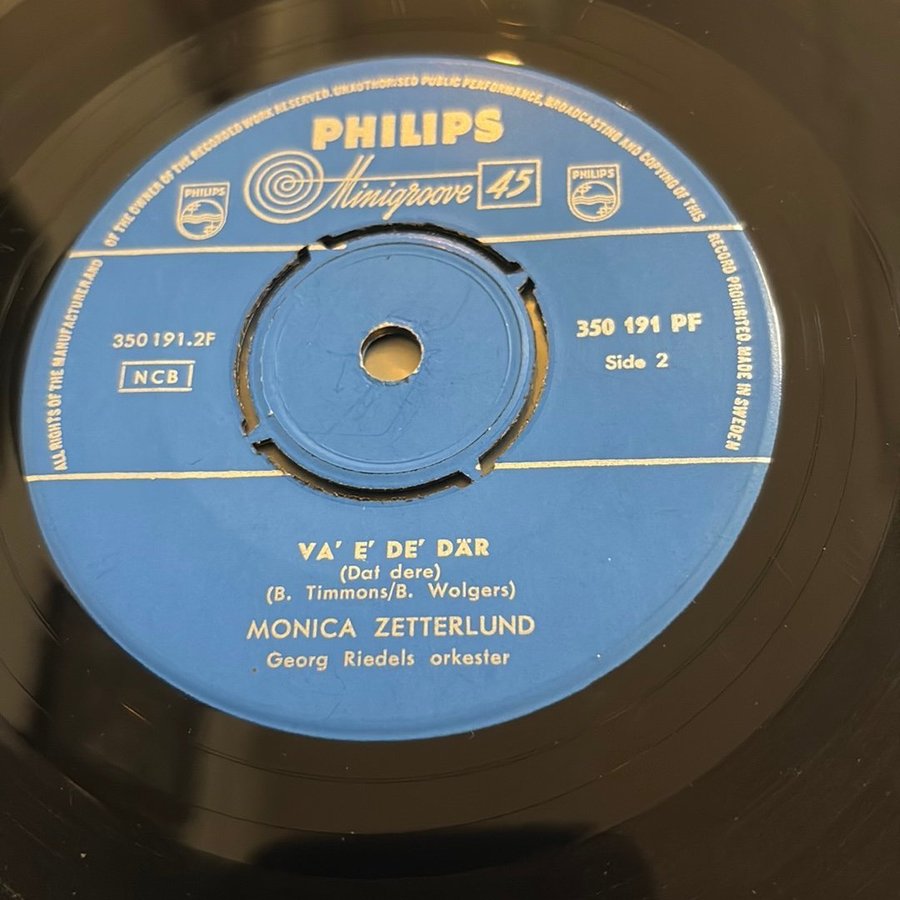 ALL RIGHTS OF THE MANUFACTURER AND OF THE OWNER OF THE RECORDED WORK RESERVED. UNAUTHORISED PUBLIC PERFORMANCE, BROADCASTING AND COPYING OF THIS RECORD PROHIBITED. MADE IN SWEDEN
PHILIPS
Minigroove 45
PHILIPS
PHILIPS
350 191.2F
NCB
350 191 PF
Side 2
VA' E' DE' DÄR
(Dat dere)
(B. Timmons/B. Wolgers)
MONICA ZETTERLUND
Georg Riedels orkester